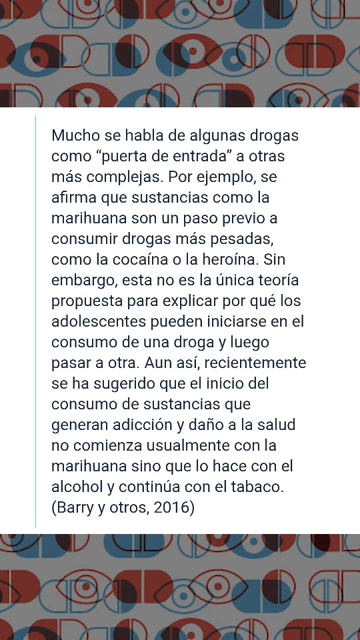 Mucho se habla de algunas drogas
como “puerta de entrada” a otras
más complejas. Por ejemplo, se
afirma que sustancias como la
marihuana son un paso previo a
consumir drogas más pesadas,
como la cocaína o la heroína. Sin
embargo, esta no es la única teoría
propuesta para explicar por qué los
adolescentes pueden iniciarse en el
consumo de una droga y luego
pasar a otra. Aun así, recientemente
se ha sugerido que el inicio del
consumo de sustancias que
generan adicción y daño a la salud
no comienza usualmente con la
marihuana sino que lo hace con el
alcohol y continúa con el tabaco.
(Barry y otros, 2016)